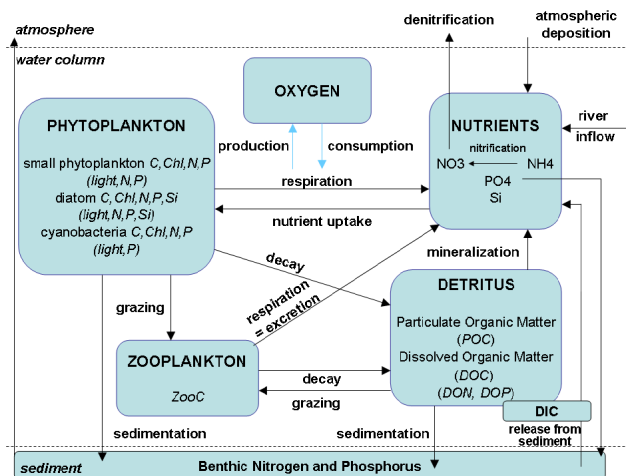 denitrification
atmospheric
deposition
atmosphere
water column
OXYGEN
PHYTOPLANKTON
small phytoplankton C,Chl,N,P
(light,N,P)
diatom C,Chl,N,P,Si
(light,N,P,Si)
cyanobacteria C,Chl,N,P
(light,P)
production
consumption
NUTRIENTS
nitrification
NO3
NH4
PO4
Si
river
inflow
respiration
nutrient uptake
mineralization
decay
respiration
= excretion
grazing
DETRITUS
Particulate Organic Matter
(POC)
Dissolved Organic Matter
(DOC)
(DON, DOP)
ZOOPLANKTON
ZooC
decay
grazing
DIC
release from
sediment
sedimentation
sedimentation
sediment
Benthic Nitrogen and Phosphorus